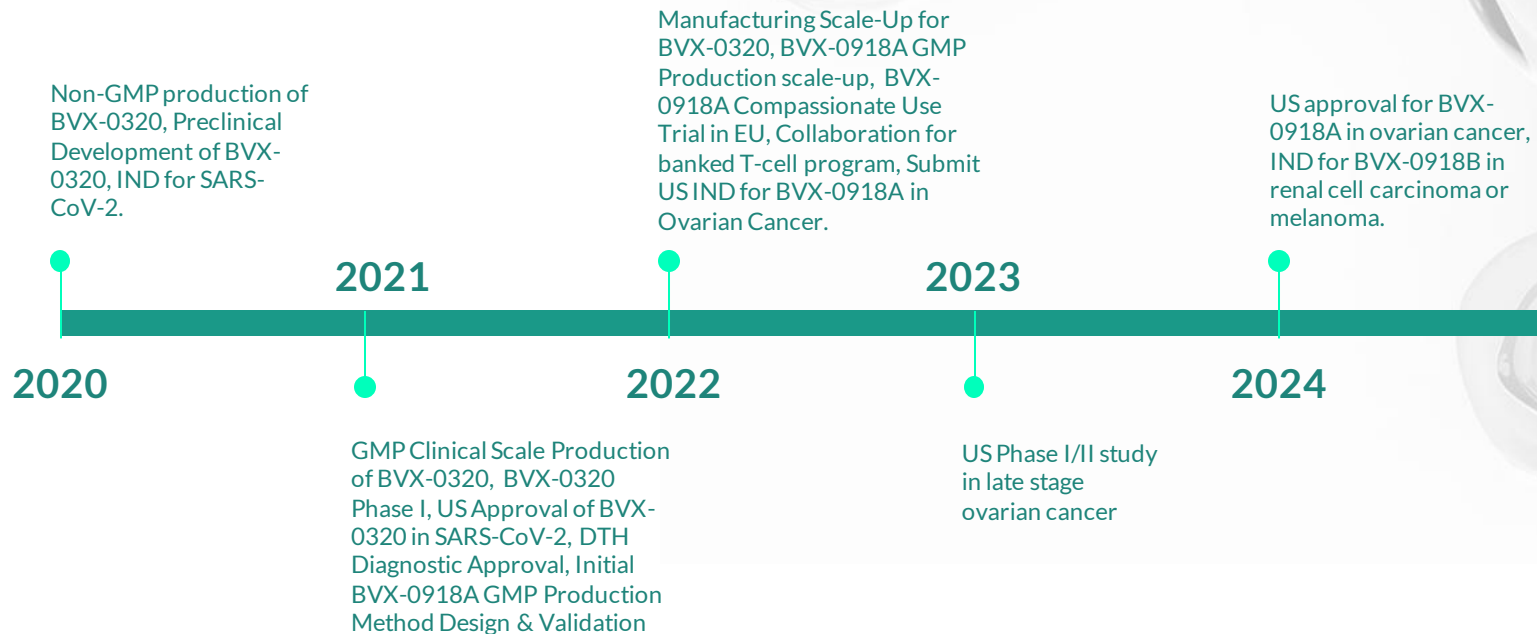 Non-GMP production of
BVX-0320, Preclinical
Development of BVX-
0320, IND for SARS-
CoV-2.
2020
2021
GMP Clinical Scale Production
of BVX-0320, BVX-0320
Phase I, US Approval of BVX-
0320 in SARS-CoV-2, DTH
Diagnostic Approval, Initial
BVX-0918A GMP Production
Method Design & Validation
Manufacturing Scale-Up for
BVX-0320, BVX-0918A GMP
Production scale-up, BVX-
0918A Compassionate Use
Trial in EU, Collaboration for
banked T-cell program, Submit
US IND for BVX-0918A in
Ovarian Cancer.
2022
2023
US Phase I/II study
in late stage
ovarian cancer
US approval for BVX-
0918A in ovarian cancer,
IND for BVX-0918B in
renal cell carcinoma or
melanoma.
2024